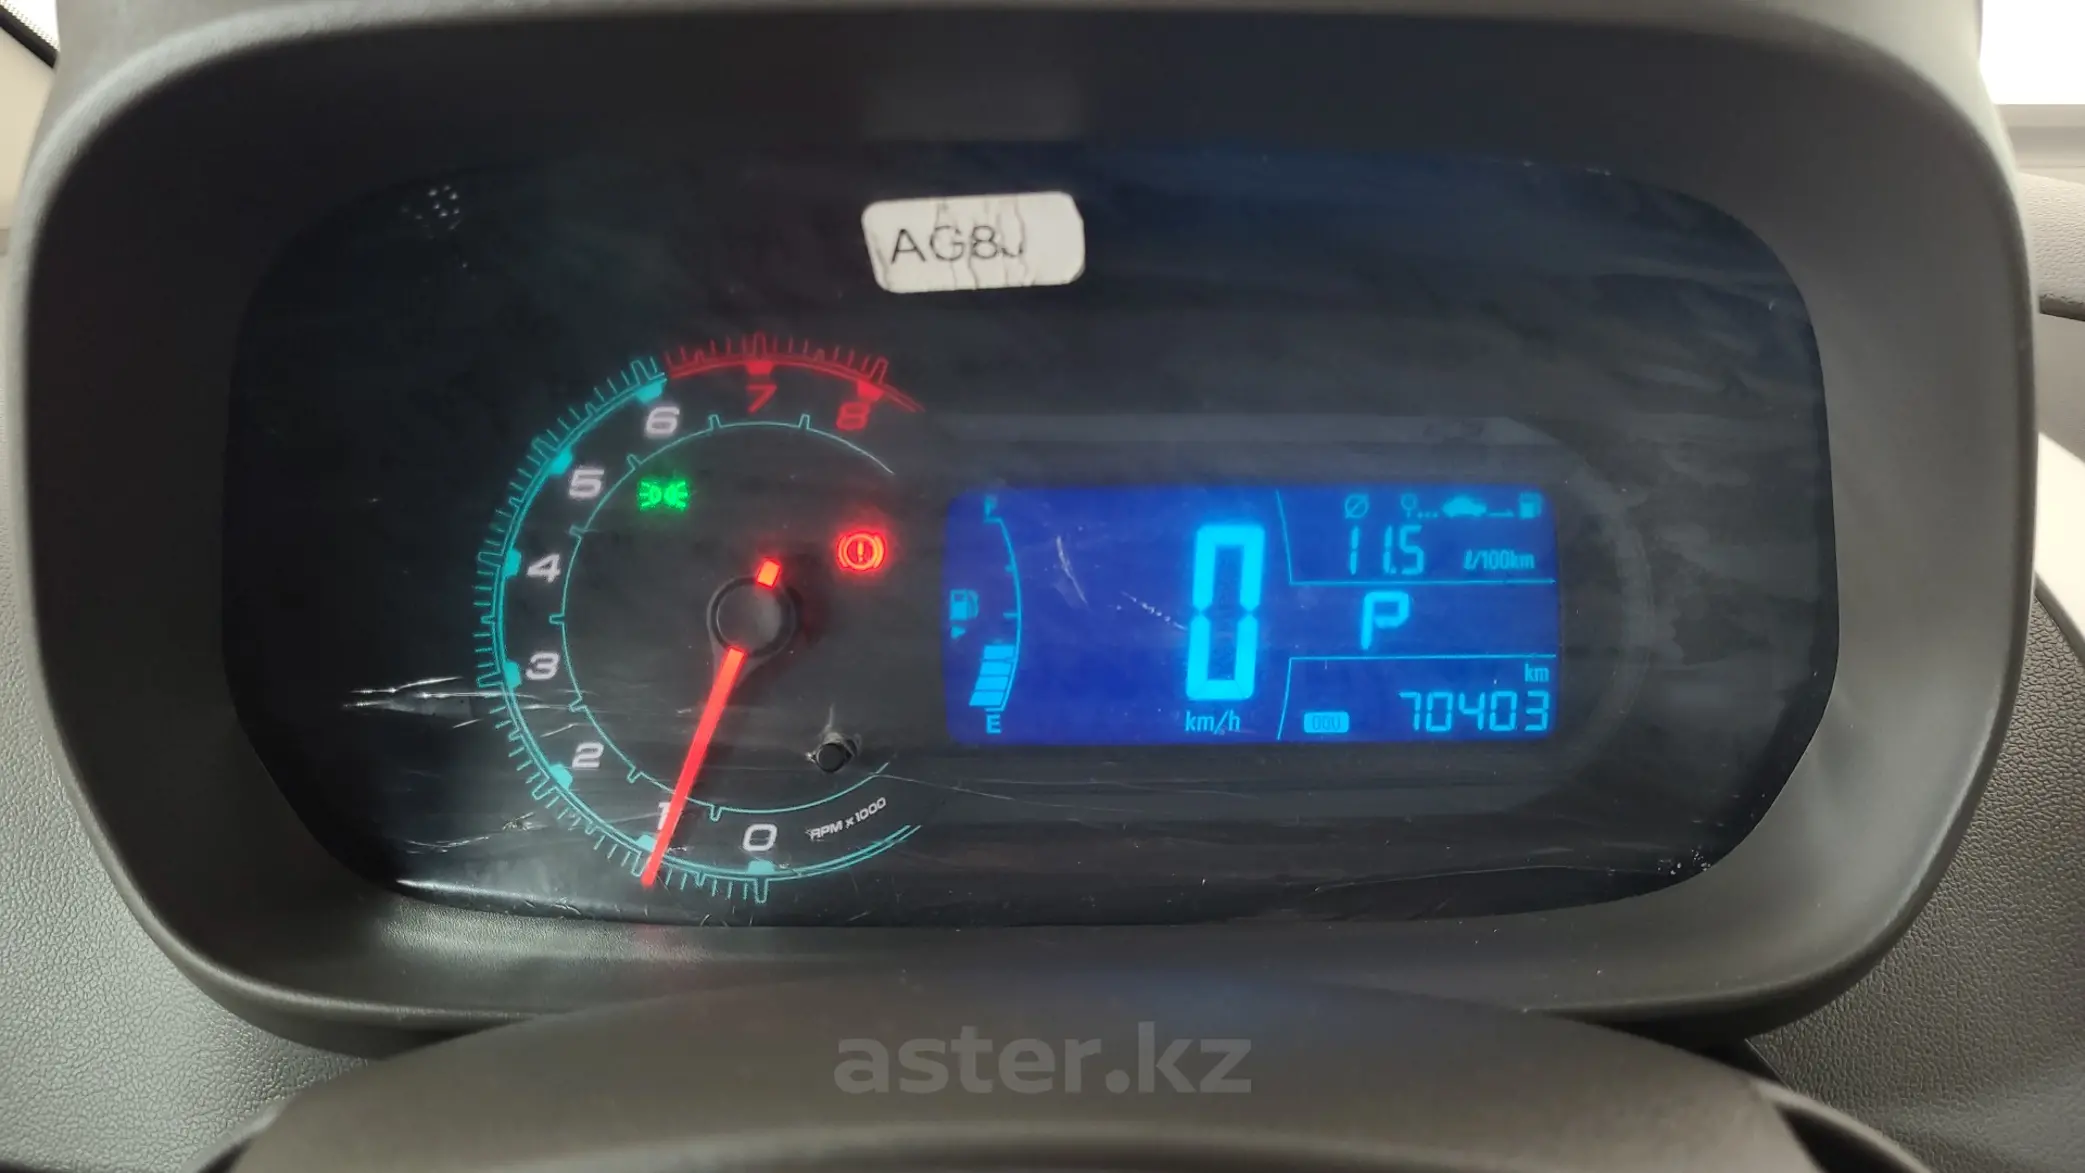 AG8J
7
6
8
5
4
3
2
1
0
RPM x 1000
F
E
0
km/h
11.5
ℓ/100km
P
km
70403
aster.kz